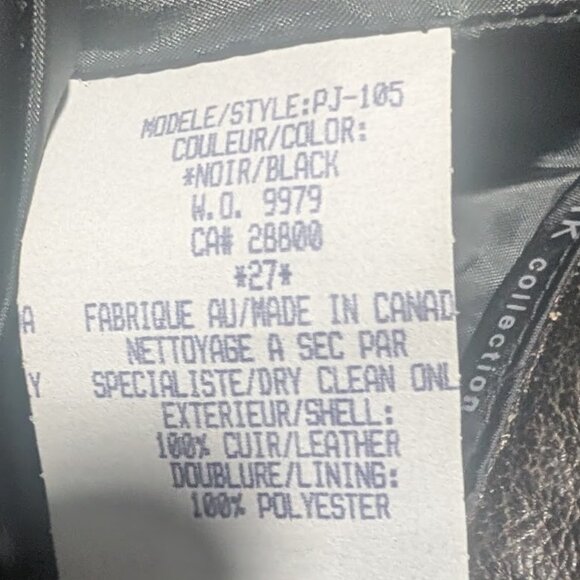 MODELE/STYLE:PJ-105
COULEUR/COLOR:
*NOIR/BLACK
W.O. 9979
CA# 28800
*27*
A FABRIQUE AU/MADE IN CANAD
NETTOYAGE A SEC PAR
Y SPECIALISTE/DRY CLEAN ONL
EXTERIEUR/SHELL:
100% CUIR/LEATHER
DOUBLURE/LINING:
100% POLYESTER
collection